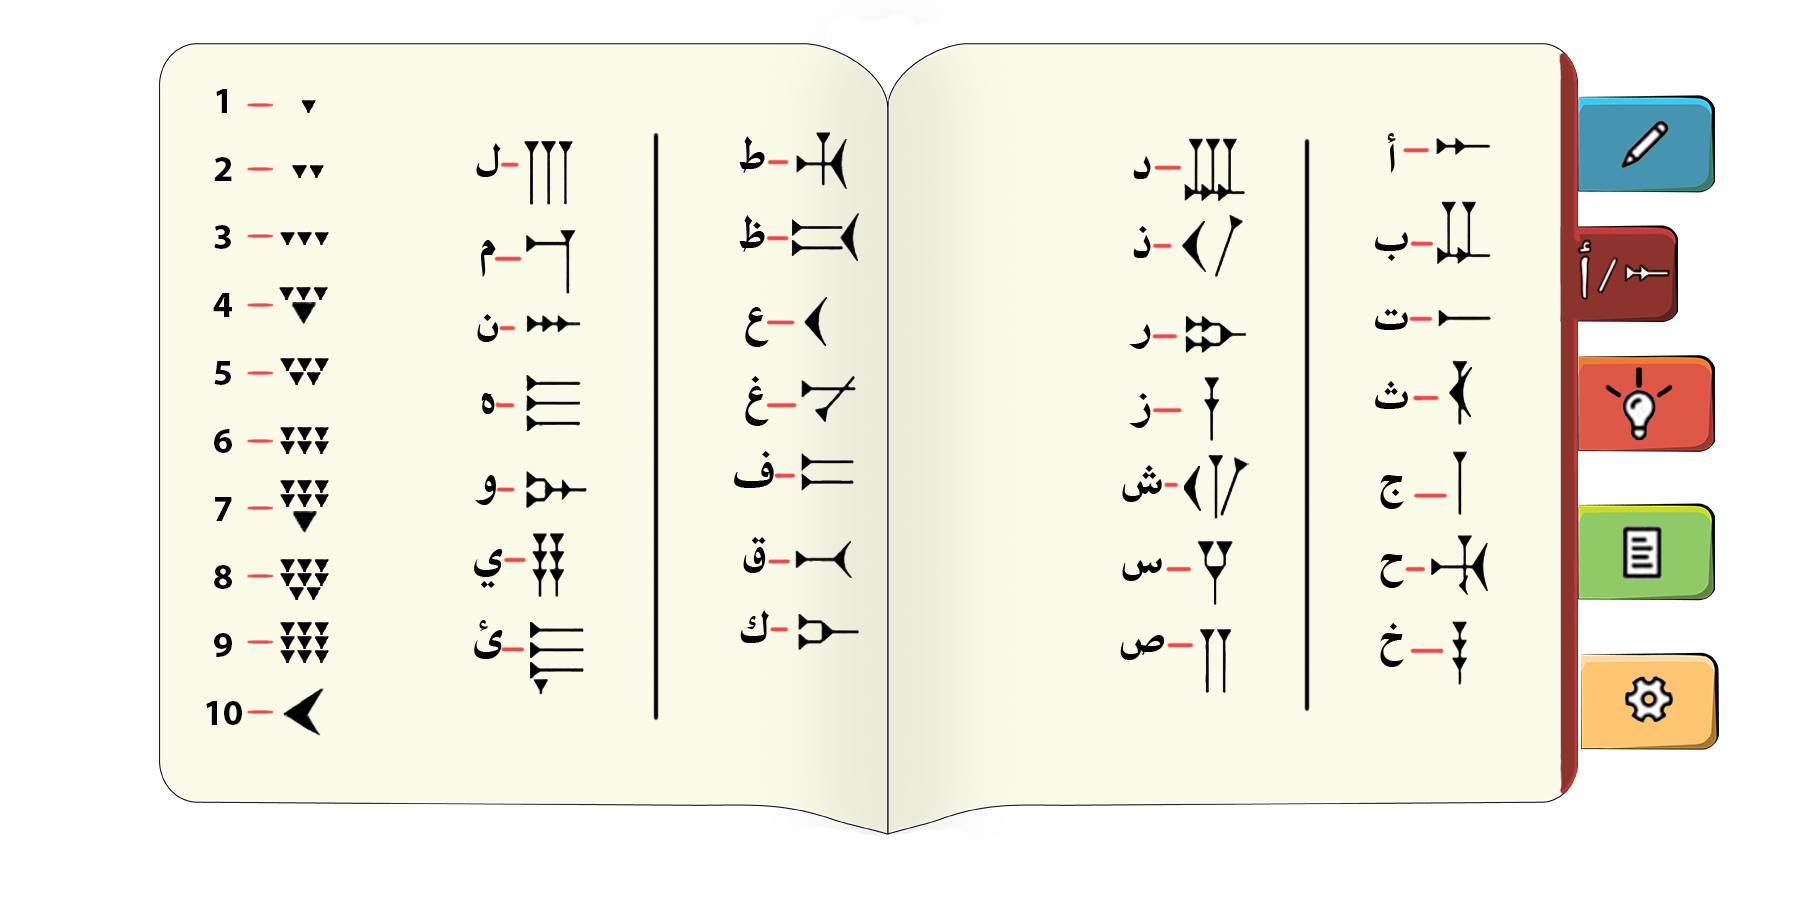 أ - 𐎀
ب - 𐎁
ت - 𐎚
ث - 𐎘
ج - 𐎂
ح - 𐎈
خ - 𐎃
د - 𐎄
ذ - 𐎏
ر - 𐎗
ز - 𐎇
ش - 𐎌
س - 𐎒
ص - 𐎕
ط - 𐎉
ظ - 𐎑
ع - 𐎓
غ - 𐎙
ف - 𐎔
ق - 𐎖
ك - 𐎋
ل - 𐎍
م - 𐎎
ن - 𐎐
ه - 𐎅
و - 𐎆
ي - 𐎊
ئ - 𐎛
1 -
2 -
3 -
4 -
5 -
6 -
7 -
8 -
9 -
10 -
أ / 𐎀